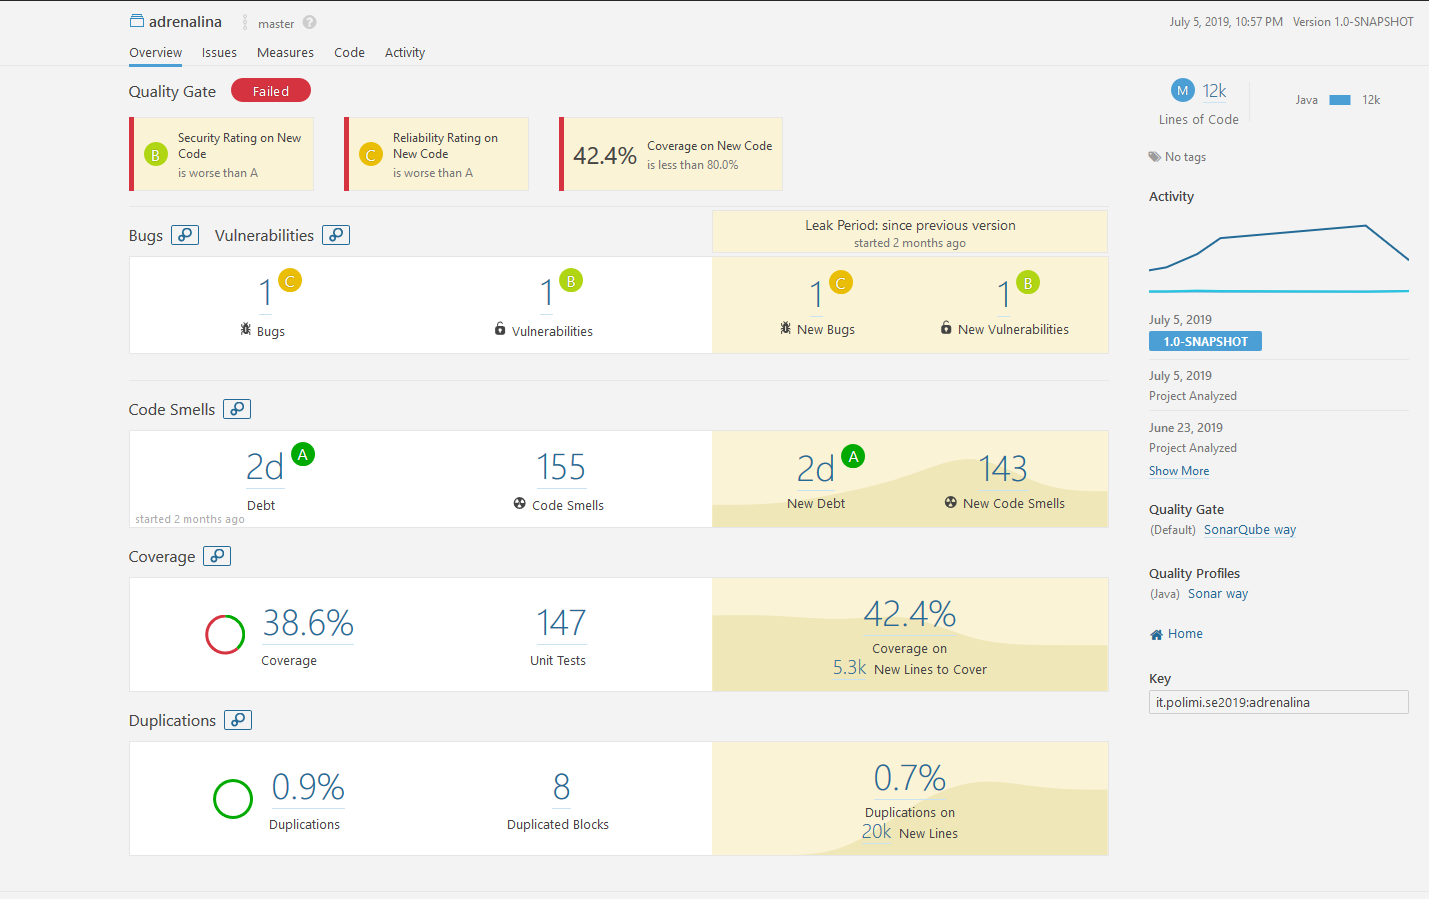 adrenalina
master
?
July 5, 2019, 10:57 PM Version 1.0-SNAPSHOT
Overview Issues Measures Code Activity
Quality Gate Failed
B
Security Rating on New
Code
is worse than A
C
Reliability Rating on
New Code
is worse than A
42.4%
Coverage on New Code
is less than 80.0%
Bugs Vulnerabilities
Leak Period: since previous version
started 2 months ago
1 C
Bugs
1 B
Vulnerabilities
1 C
New Bugs
1 B
New Vulnerabilities
Code Smells
2d A
Debt
started 2 months ago
155
Code Smells
2d A
New Debt
143
New Code Smells
Coverage
38.6%
Coverage
147
Unit Tests
42.4%
Coverage on
5.3k New Lines to Cover
Duplications
0.9%
Duplications
8
Duplicated Blocks
0.7%
Duplications on
20k New Lines
M 12k
Lines of Code
Java 12k
No tags
Activity
July 5, 2019
1.0-SNAPSHOT
July 5, 2019
Project Analyzed
June 23, 2019
Project Analyzed
Show More
Quality Gate
(Default) SonarQube way
Quality Profiles
(Java) Sonar way
Home
Key
it.polimi.se2019:adrenalina